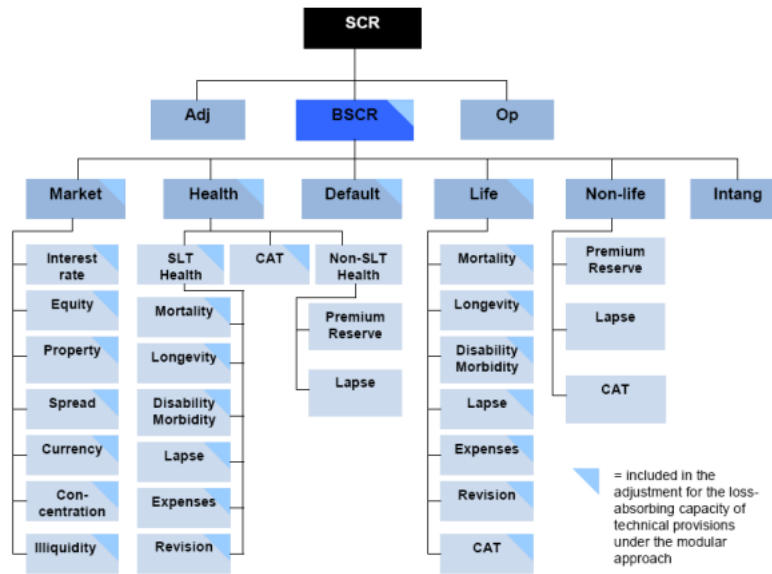 SCR
Adj
BSCR
Op
Market
Health
Default
Life
Non-life
Intang
Interest
rate
Equity
Property
Spread
Currency
Con-
centration
Illiquidity
SLT
Health
CAT
Non-SLT
Health
Mortality
Longevity
Disability
Morbidity
Lapse
Expenses
Revision
Premium
Reserve
Lapse
Mortality
Longevity
Disability
Morbidity
Lapse
Expenses
Revision
CAT
Premium
Reserve
Lapse
CAT
= included in the
adjustment for the loss-
absorbing capacity of
technical provisions
under the modular
approach